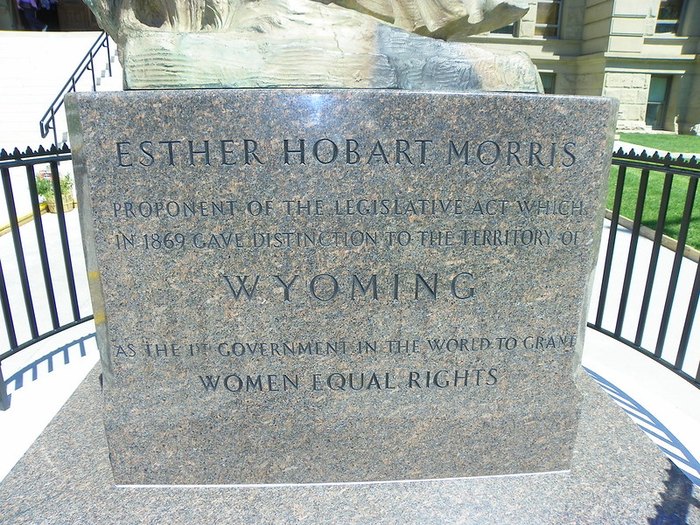 ESTHER HOBART MORRIS
PROPONENT OF THE LEGISLATIVE ACT WHICH
IN 1869 GAVE DISTINCTION TO THE TERRITORY OF
WYOMING
AS THE 1ST GOVERNMENT IN THE WORLD TO GRANT
WOMEN EQUAL RIGHTS